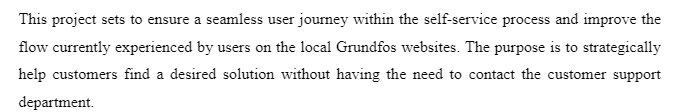 This project sets to ensure a seamless user journey within the self-service process and improve the
flow currently experienced by users on the local Grundfos websites. The purpose is to strategically
help customers find a desired solution without having the need to contact the customer support
department.